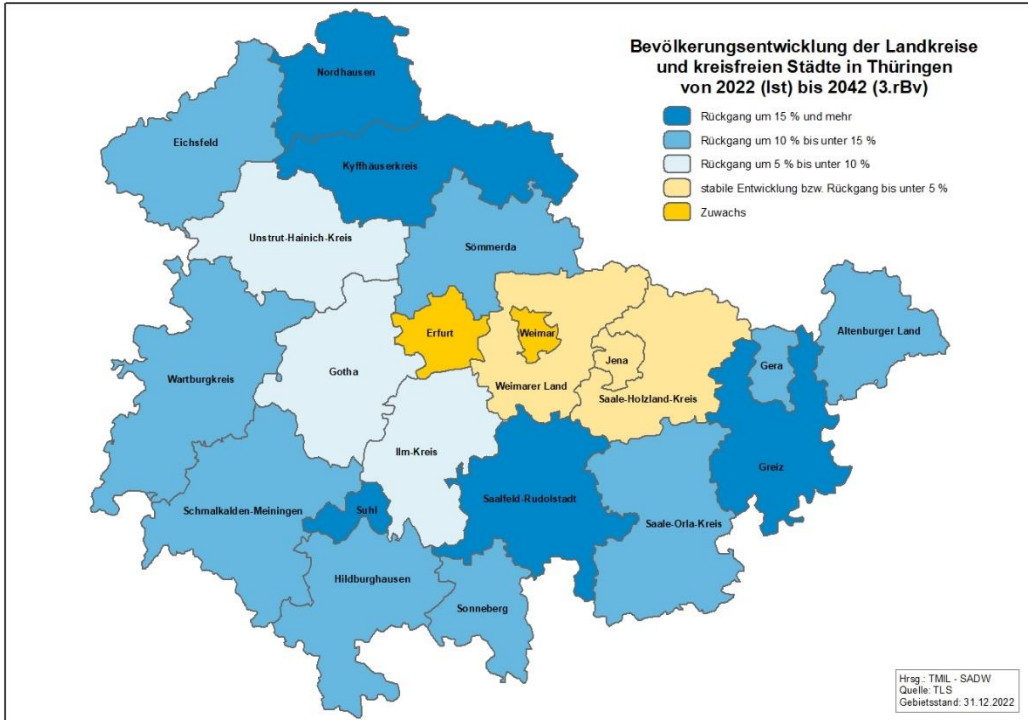 Bevölkerungsentwicklung der Landkreise
und kreisfreien Städte in Thüringen
von 2022 (Ist) bis 2042 (3.rBv)
Rückgang um 15 % und mehr
Rückgang um 10 % bis unter 15 %
Rückgang um 5 % bis unter 10 %
stabile Entwicklung bzw. Rückgang bis unter 5 %
Zuwachs
Nordhausen
Eichsfeld
Kyffhäuserkreis
Unstrut-Hainich-Kreis
Sömmerda
Altenburger Land
Erfurt
Weimar
Jena
Gera
Wartburgkreis
Gotha
Weimarer Land
Saale-Holzland-Kreis
Ilm-Kreis
Greiz
Saalfeld-Rudolstadt
Schmalkalden-Meiningen
Suhl
Saale-Orla-Kreis
Hildburghausen
Sonneberg
Hrsg.: TMIL - SADW
Quelle: TLS
Gebietsstand: 31.12.2022